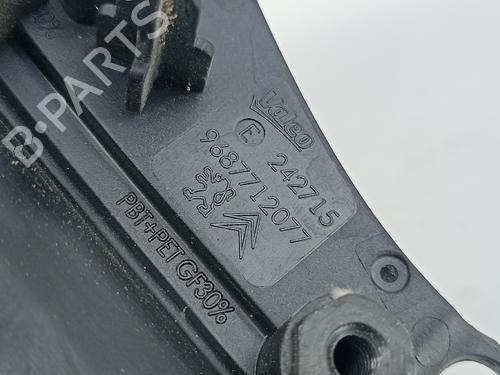 Valeo
E 242715
9687712077
PBT+PET GF30%
B-PARTS